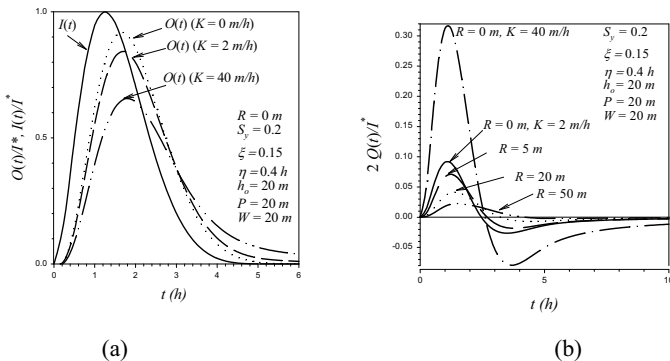 I(t)
O(t) (K = 0 m/h)
O(t) (K = 2 m/h)
O(t) (K = 40 m/h)
R = 0 m
S_y = 0.2
ξ = 0.15
η = 0.4 h
h_o = 20 m
P = 20 m
W = 20 m
O(t)/I*, I(t)/I*
1.0
0.5
0.0
0 1 2 3 4 5 6
t (h)
(a)
R = 0 m, K = 40 m/h
S_y = 0.2
ξ = 0.15
η = 0.4 h
h_o = 20 m
P = 20 m
W = 20 m
R = 0 m, K = 2 m/h
R = 5 m
R = 20 m
R = 50 m
2 Q(t)/I*
0.30
0.25
0.20
0.15
0.10
0.05
0.00
-0.05
0 5 10
t (h)
(b)